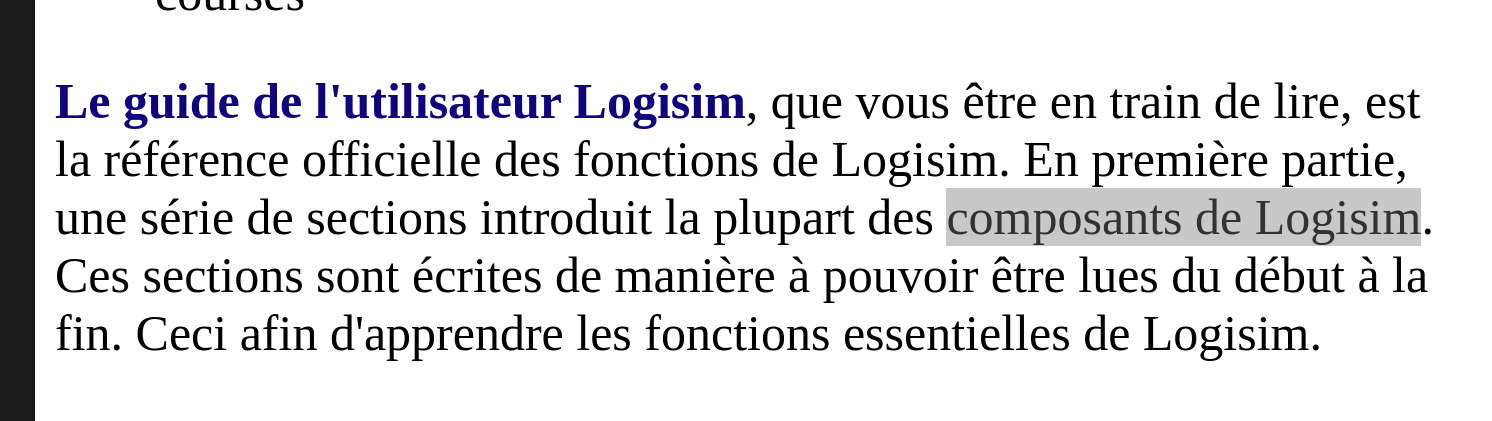 courses
Le guide de l'utilisateur Logisim, que vous être en train de lire, est
la référence officielle des fonctions de Logisim. En première partie,
une série de sections introduit la plupart des composants de Logisim.
Ces sections sont écrites de manière à pouvoir être lues du début à la
fin. Ceci afin d'apprendre les fonctions essentielles de Logisim.